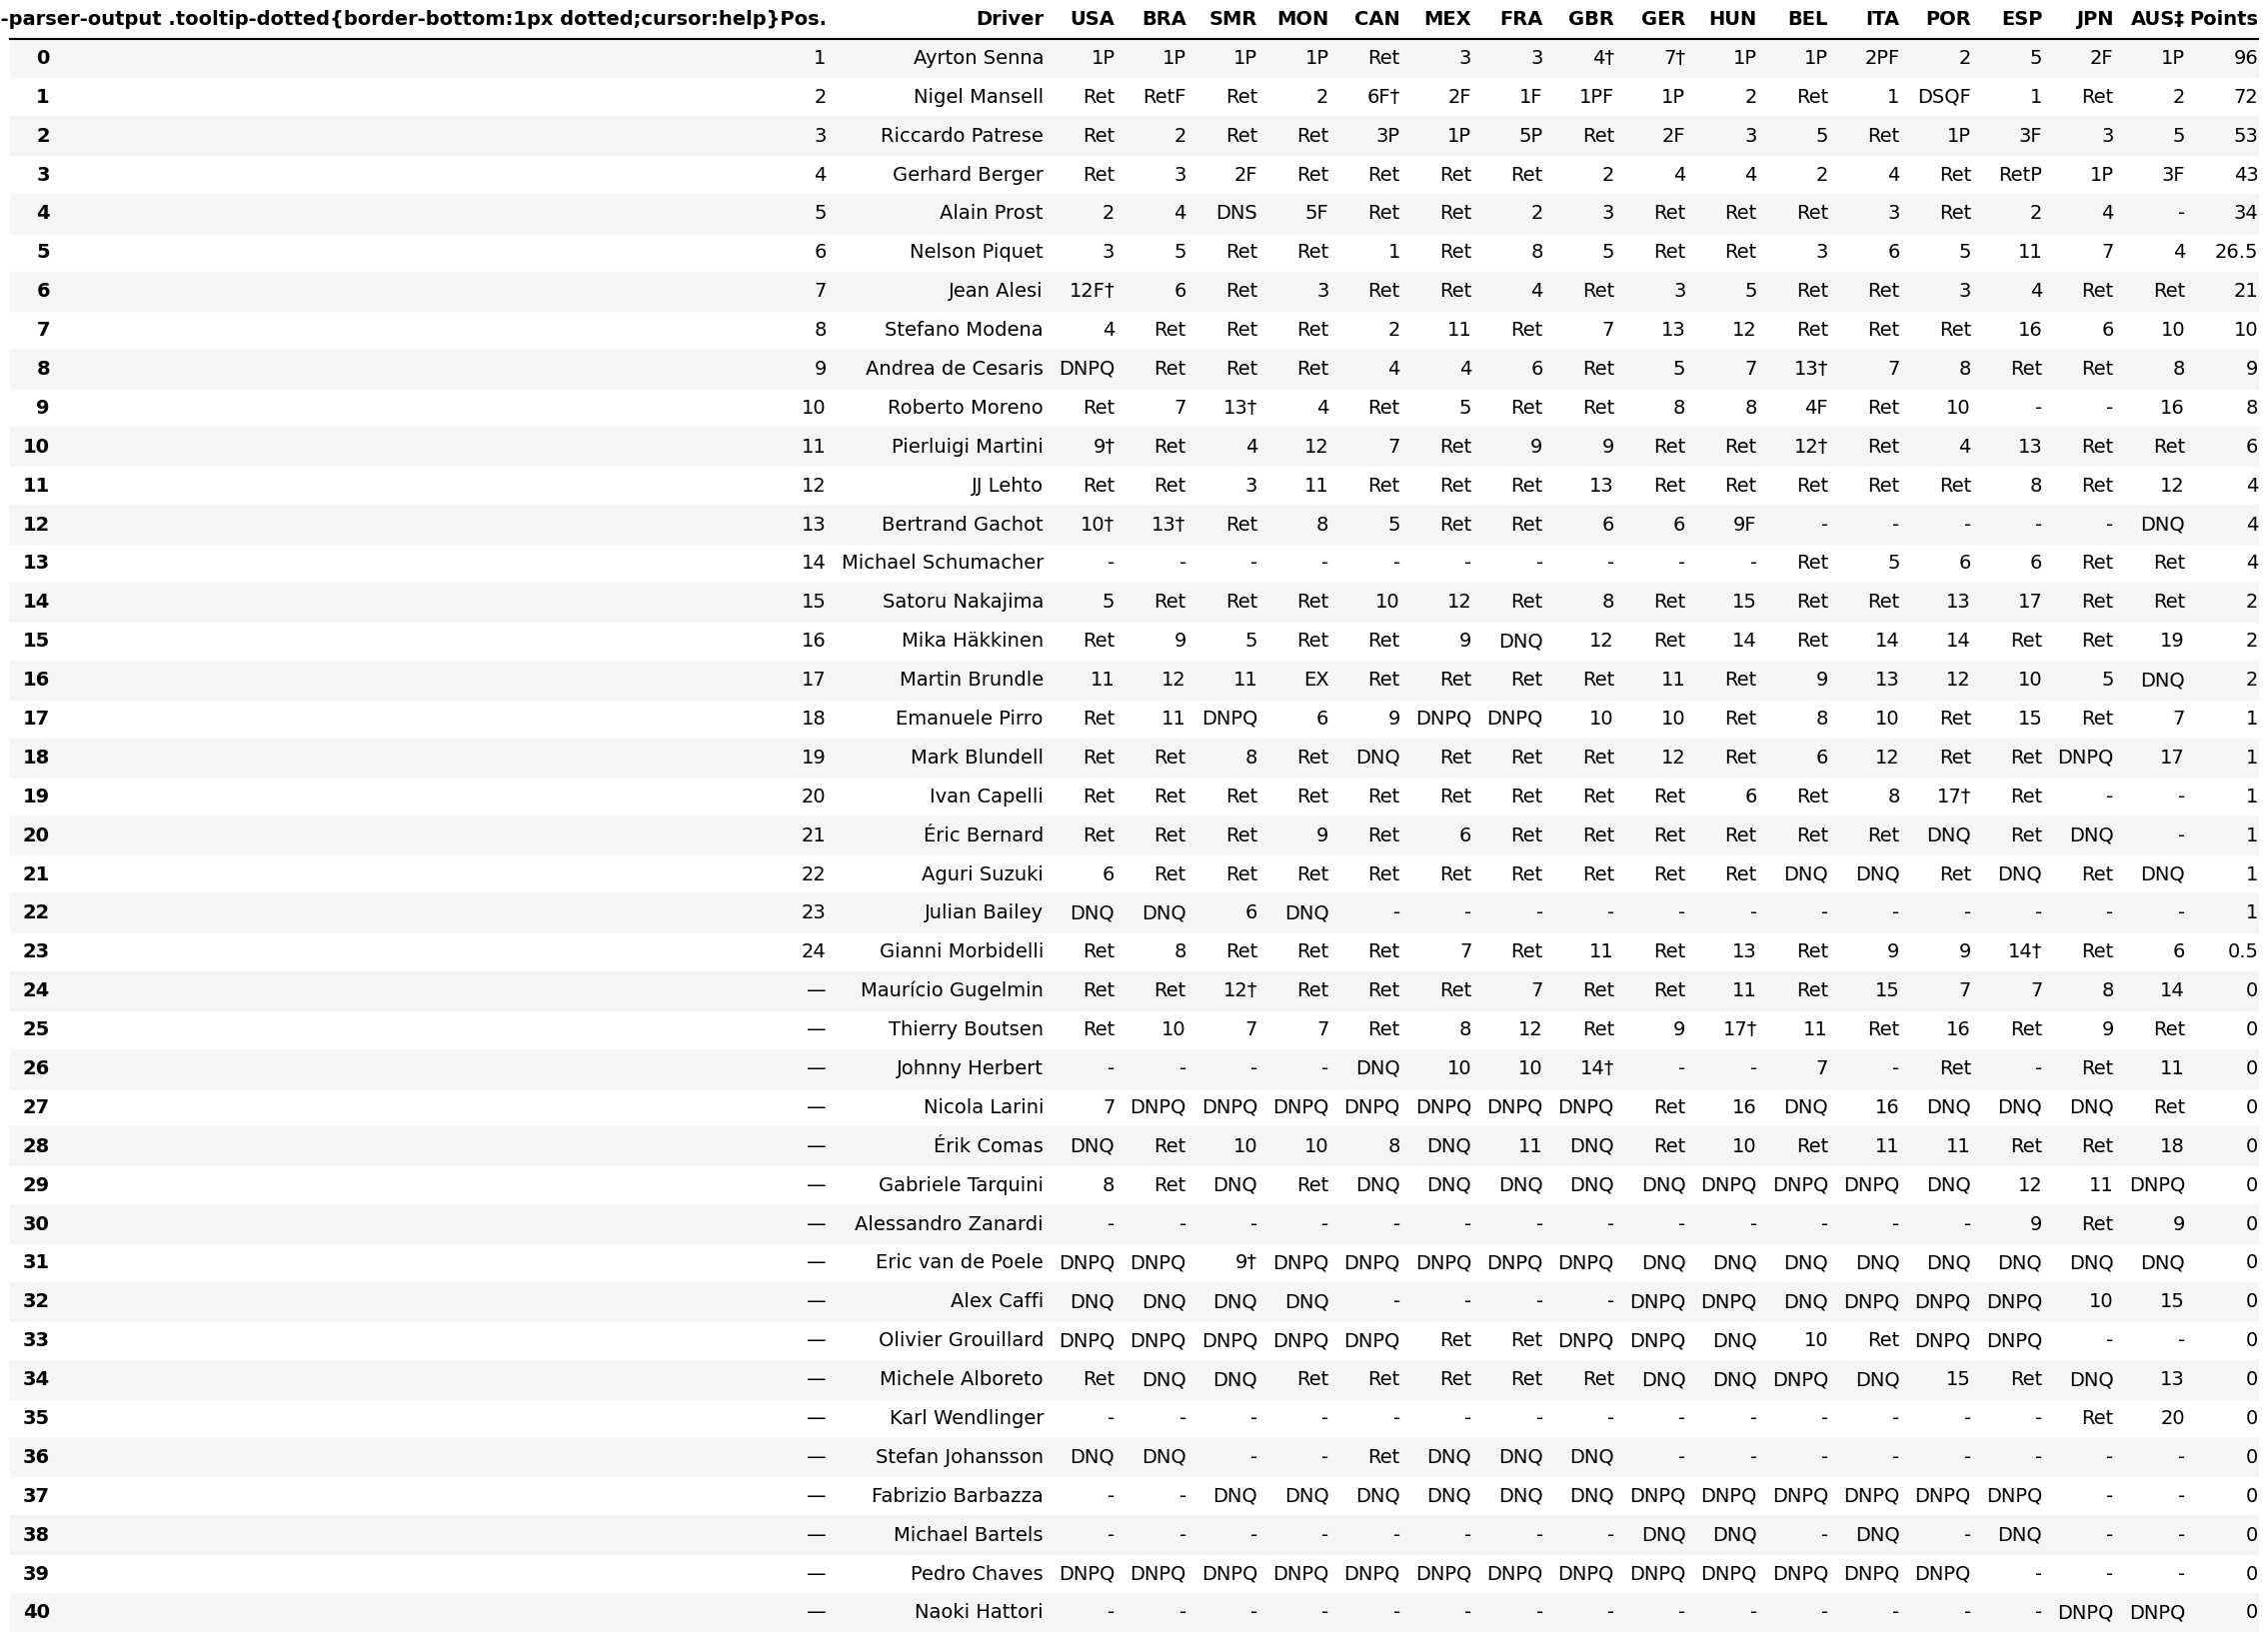 -parser-output .tooltip-dotted{border-bottom:1px dotted;cursor:help}Pos. Driver USA BRA SMR MON CAN MEX FRA GBR GER HUN BEL ITA POR ESP JPN AUS‡ Points
0 1 Ayrton Senna 1P 1P 1P 1P Ret 3 3 4† 7† 1P 1P 2PF 2 5 2F 1P 96
1 2 Nigel Mansell Ret RetF Ret 2 6F† 2F 1F 1PF 1P 2 Ret 1 DSQF 1 Ret 2 72
2 3 Riccardo Patrese Ret 2 Ret Ret 3P 1P 5P Ret 2F 3 5 Ret 1P 3F 3 5 53
3 4 Gerhard Berger Ret 3 2F Ret Ret Ret Ret 2 4 4 2 4 Ret RetP 1P 3F 43
4 5 Alain Prost 2 4 DNS 5F Ret Ret 2 3 Ret Ret Ret 3 Ret 2 4 - 34
5 6 Nelson Piquet 3 5 Ret Ret 1 Ret 8 5 Ret Ret 3 6 5 11 7 4 26.5
6 7 Jean Alesi 12F† 6 Ret 3 Ret Ret 4 Ret 3 5 Ret Ret 3 4 Ret Ret 21
7 8 Stefano Modena 4 Ret Ret Ret 2 11 Ret 7 13 12 Ret Ret Ret 16 6 10 10
8 9 Andrea de Cesaris DNPQ Ret Ret Ret 4 4 6 Ret 5 7 13† 7 8 Ret Ret 8 9
9 10 Roberto Moreno Ret 7 13† 4 Ret 5 Ret Ret 8 8 4F Ret 10 - - 16 8
10 11 Pierluigi Martini 9† Ret 4 12 7 Ret 9 9 Ret Ret 12† Ret 4 13 Ret Ret 6
11 12 JJ Lehto Ret Ret 3 11 Ret Ret Ret 13 Ret Ret Ret Ret Ret 8 Ret 12 4
12 13 Bertrand Gachot 10† 13† Ret 8 5 Ret Ret 6 6 9F - - - - - DNQ 4
13 14 Michael Schumacher - - - - - - - - - - Ret 5 6 6 Ret Ret 4
14 15 Satoru Nakajima 5 Ret Ret Ret 10 12 Ret 8 Ret 15 Ret Ret 13 17 Ret Ret 2
15 16 Mika Häkkinen Ret 9 5 Ret Ret 9 DNQ 12 Ret 14 Ret 14 14 Ret Ret 19 2
16 17 Martin Brundle 11 12 11 EX Ret Ret Ret Ret 11 Ret 9 13 12 10 5 DNQ 2
17 18 Emanuele Pirro Ret 11 DNPQ 6 9 DNPQ DNPQ 10 10 Ret 8 10 Ret 15 Ret 7 1
18 19 Mark Blundell Ret Ret 8 Ret DNQ Ret Ret Ret 12 Ret 6 12 Ret Ret DNPQ 17 1
19 20 Ivan Capelli Ret Ret Ret Ret Ret Ret Ret Ret Ret 6 Ret 8 17† Ret - - 1
20 21 Éric Bernard Ret Ret Ret 9 Ret 6 Ret Ret Ret Ret Ret Ret DNQ Ret DNQ - 1
21 22 Aguri Suzuki 6 Ret Ret Ret Ret Ret Ret Ret Ret Ret DNQ DNQ Ret DNQ Ret DNQ 1
22 23 Julian Bailey DNQ DNQ 6 DNQ - - - - - - - - - - - - 1
23 24 Gianni Morbidelli Ret 8 Ret Ret Ret 7 Ret 11 Ret 13 Ret 9 9 14† Ret 6 0.5
24 — Maurício Gugelmin Ret Ret 12† Ret Ret Ret 7 Ret Ret 11 Ret 15 7 7 8 14 0
25 — Thierry Boutsen Ret 10 7 7 Ret 8 12 Ret 9 17† 11 Ret 16 Ret 9 Ret 0
26 — Johnny Herbert - - - - DNQ 10 10 14† - - 7 - Ret - Ret 11 0
27 — Nicola Larini 7 DNPQ DNPQ DNPQ DNPQ DNPQ DNPQ DNPQ Ret 16 DNQ 16 DNQ DNQ DNQ Ret 0
28 — Érik Comas DNQ Ret 10 10 8 DNQ 11 DNQ Ret 10 Ret 11 11 Ret Ret 18 0
29 — Gabriele Tarquini 8 Ret DNQ Ret DNQ DNQ DNQ DNQ DNQ DNPQ DNPQ DNPQ DNQ 12 11 DNPQ 0
30 — Alessandro Zanardi - - - - - - - - - - - - - 9 Ret 9 0
31 — Eric van de Poele DNPQ DNPQ 9† DNPQ DNPQ DNPQ DNPQ DNPQ DNQ DNQ DNQ DNQ DNQ DNQ DNQ DNQ 0
32 — Alex Caffi DNQ DNQ DNQ DNQ - - - - DNPQ DNPQ DNQ DNPQ DNPQ DNPQ 10 15 0
33 — Olivier Grouillard DNPQ DNPQ DNPQ DNPQ DNPQ Ret Ret DNPQ DNPQ DNQ 10 Ret DNPQ DNPQ - - 0
34 — Michele Alboreto Ret DNQ DNQ Ret Ret Ret Ret Ret DNQ DNQ DNPQ DNQ 15 Ret DNQ 13 0
35 — Karl Wendlinger - - - - - - - - - - - - - - Ret 20 0
36 — Stefan Johansson DNQ DNQ - - Ret DNQ DNQ DNQ - - - - - - - - 0
37 — Fabrizio Barbazza - - DNQ DNQ DNQ DNQ DNQ DNQ DNPQ DNPQ DNPQ DNPQ DNPQ DNPQ - - 0
38 — Michael Bartels - - - - - - - - DNQ DNQ - DNQ - DNQ - - 0
39 — Pedro Chaves DNPQ DNPQ DNPQ DNPQ DNPQ DNPQ DNPQ DNPQ DNPQ DNPQ DNPQ DNPQ DNPQ - - - 0
40 — Naoki Hattori - - - - - - - - - - - - - - DNPQ DNPQ 0